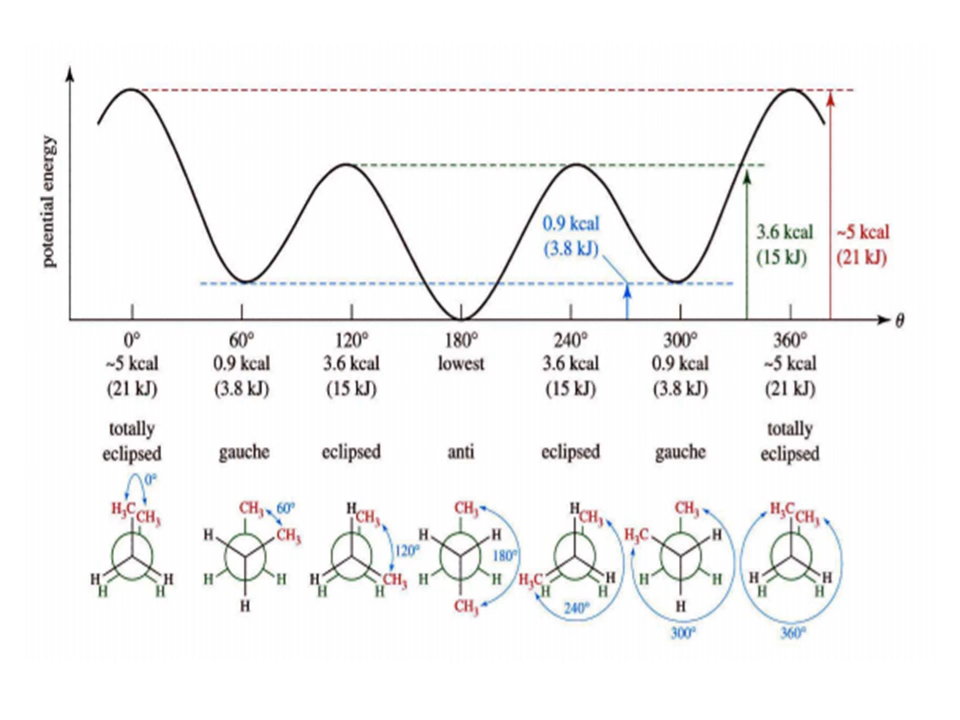 potential energy
0.9 kcal
(3.8 kJ)
3.6 kcal
(15 kJ)
~5 kcal
(21 kJ)
θ
0° 60° 120° 180° 240° 300° 360°
~5 kcal 0.9 kcal 3.6 kcal lowest 3.6 kcal 0.9 kcal ~5 kcal
(21 kJ) (3.8 kJ) (15 kJ) (15 kJ) (3.8 kJ) (21 kJ)
totally totally
eclipsed gauche eclipsed anti eclipsed gauche eclipsed
0°
H₃C CH₃
H H
H H
CH₃ 60°
H CH₃
H H
H
H CH₃
120°
H CH₃
H H
CH₃
H H
180°
H H
CH₃
H CH₃
H₃C H
H H
240°
CH₃
H₃C H
H H
H
300°
H₃C CH₃
H H
H H
360°